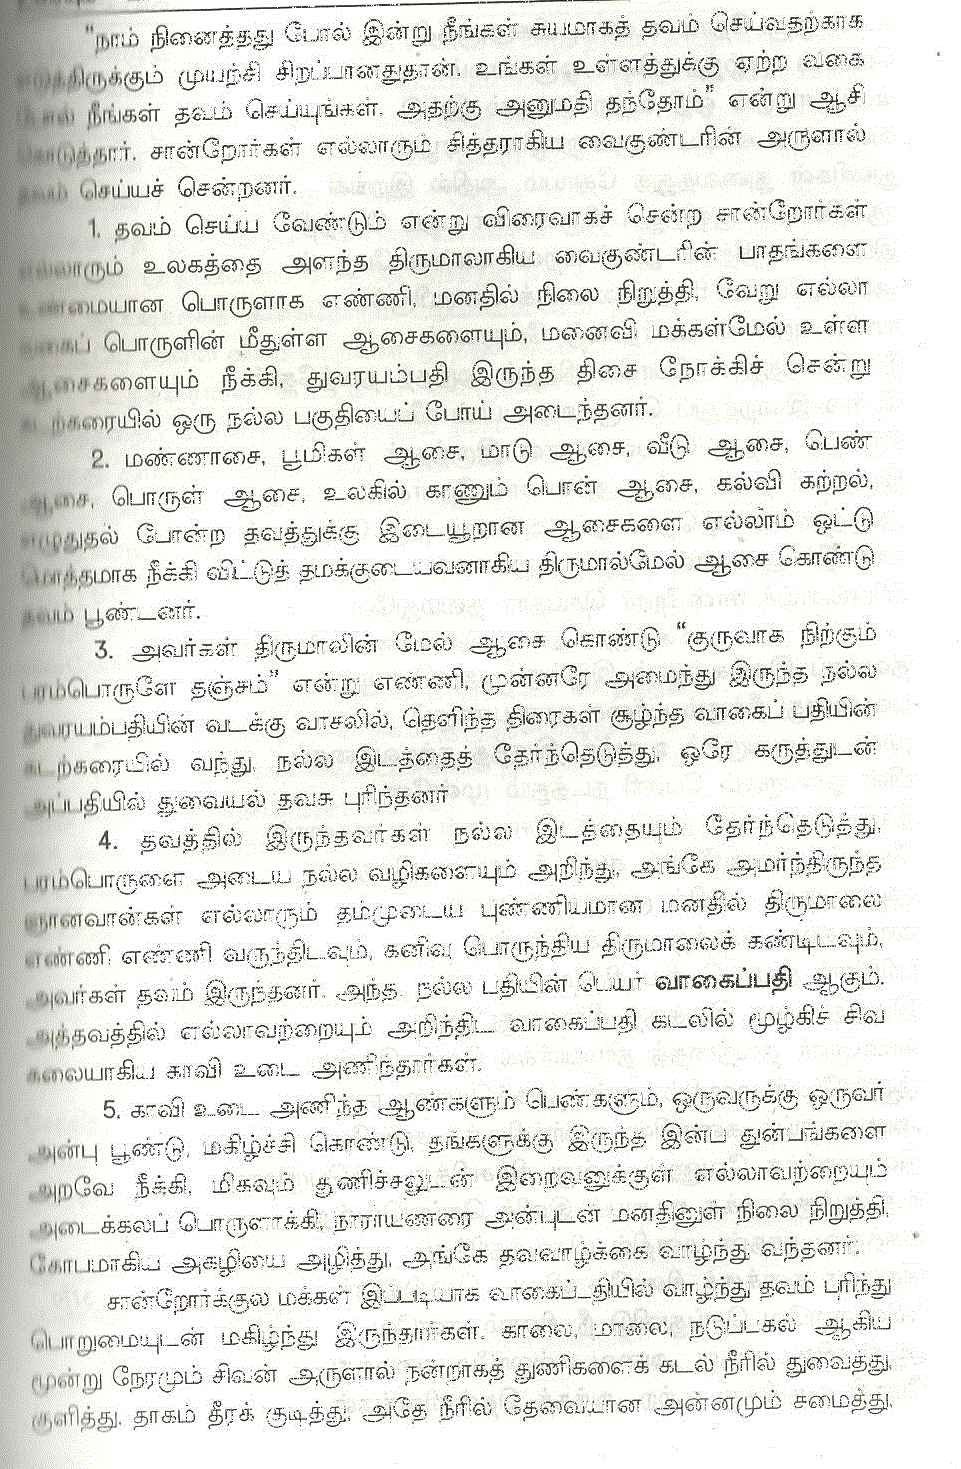 "நாம் நினைத்தது போல் இன்று நீங்கள் சுயமாகத் தவம் செய்வதற்காக
எடுத்திருக்கும் முயற்சி சிறப்பானதுதான். உங்கள் உள்ளத்துக்கு ஏற்ற வகை
போல் நீங்கள் தவம் செய்யுங்கள். அதற்கு அனுமதி தந்தோம்" என்று ஆசி
கொடுத்தார். சான்றோர்கள் எல்லாரும் சித்தராகிய வைகுண்டரின் அருளால்
தவம் செய்யச் சென்றனர்.
1. தவம் செய்ய வேண்டும் என்று விரைவாகச் சென்ற சான்றோர்கள்
எல்லாரும் உலகத்தை அளந்த திருமாலாகிய வைகுண்டரின் பாதங்களை
உண்மையான பொருளாக எண்ணி, மனதில் நிலை நிறுத்தி, வேறு எல்லா
வகைப் பொருளின் மீதுள்ள ஆசைகளையும், மனைவி மக்கள்மேல் உள்ள
ஆசைகளையும் நீக்கி, துவரயம்பதி இருந்த திசை நோக்கிச் சென்று
கடற்கரையில் ஒரு நல்ல பகுதியைப் போய் அடைந்தனர்.
2. மண்ணாசை, பூமிகள் ஆசை, மாடு ஆசை, வீடு ஆசை, பெண்
ஆசை, பொருள் ஆசை, உலகில் காணும் பொன் ஆசை, கல்வி கற்றல்,
எழுதுதல் போன்ற தவத்துக்கு இடையூறான ஆசைகளை எல்லாம் ஒட்டு
மொத்தமாக நீக்கி விட்டுத் தமக்குடையவனாகிய திருமால்மேல் ஆசை கொண்டு
தவம் பூண்டனர்.
3. அவர்கள் திருமாலின் மேல் ஆசை கொண்டு "குருவாக நிற்கும்
பரம்பொருளே தஞ்சம்" என்று எண்ணி, முன்னரே அமைந்து இருந்த நல்ல
துவரயம்பதியின் வடக்கு வாசலில், தெளிந்த திரைகள் சூழ்ந்த வாகைப் பதியின்
கடற்கரையில் வந்து, நல்ல இடத்தைத் தேர்ந்தெடுத்து, ஒரே கருத்துடன்
அப்பதியில் துவையல் தவசு புரிந்தனர்
4. தவத்தில் இருந்தவர்கள் நல்ல இடத்தையும் தேர்ந்தெடுத்து,
பரம்பொருளை அடைய நல்ல வழிகளையும் அறிந்து, அங்கே அமர்ந்திருந்த
ஞானவான்கள் எல்லாரும் தம்முடைய புண்ணியமான மனதில் திருமாலை
எண்ணி எண்ணி வருந்திடவும், கனிவு பொருந்திய திருமாலைக் கண்டிடவும்,
அவர்கள் தவம் இருந்தனர். அந்த நல்ல பதியின் பெயர் வாகைப்பதி ஆகும்.
அத்தவத்தில் எல்லாவற்றையும் அறிந்திட வாகைப்பதி கடலில் மூழ்கிச் சிவ
கலையாகிய காவி உடை அணிந்தார்கள்.
5. காவி உடை அணிந்த ஆண்களும் பெண்களும், ஒருவருக்கு ஒருவர்
அன்பு பூண்டு, மகிழ்ச்சி கொண்டு, தங்களுக்கு இருந்த இன்ப துன்பங்களை
அறவே நீக்கி, மிகவும் துணிச்சலுடன் இறைவனுக்குள் எல்லாவற்றையும்
அடைக்கலப் பொருளாக்கி, நாராயணரை அன்புடன் மனதினுள் நிலை நிறுத்தி,
கோபமாகிய அகழியை அழித்து, அங்கே தவவாழ்க்கை வாழ்ந்து வந்தனர்.
சான்றோர்க்குல மக்கள் இப்படியாக வாகைப்பதியில் வாழ்ந்து தவம் புரிந்து
பொறுமையுடன் மகிழ்ந்து இருந்தார்கள். காலை, மாலை, நடுப்பகல் ஆகிய
மூன்று நேரமும் சிவன் அருளால் நன்றாகத் துணிகளைக் கடல் நீரில் துவைத்து,
குளித்து, தாகம் தீரக் குடித்து, அதே நீரில் தேவையான அன்னமும் சமைத்து,